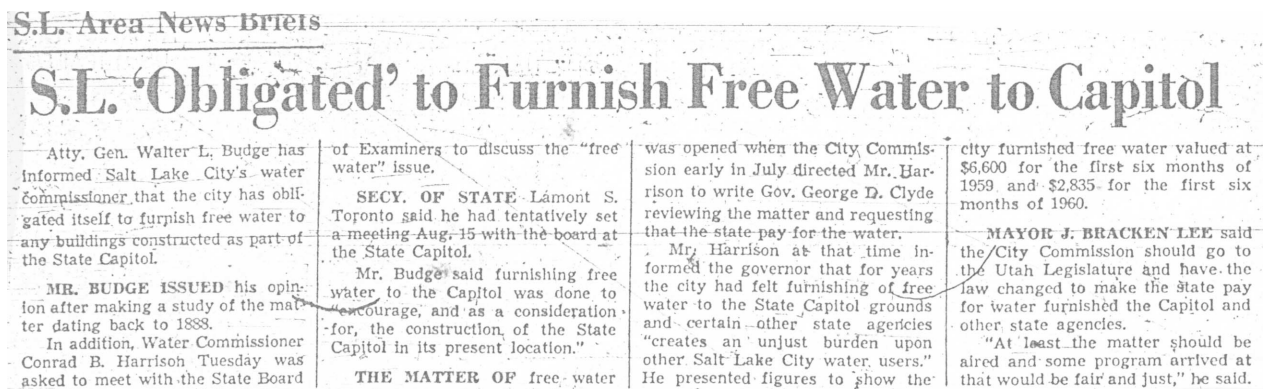 S.L. Area News Briefs
S.L. 'Obligated' to Furnish Free Water to Capitol
Atty. Gen. Walter L. Budge has
informed Salt Lake City's water
commissioner that the city has obli-
gated itself to furnish free water to
any buildings constructed as part of
the State Capitol.
MR. BUDGE ISSUED his opin-
ion after making a study of the mat-
ter dating back to 1888.
In addition, Water Commissioner
Conrad B. Harrison Tuesday was
asked to meet with the State Board
of Examiners to discuss the "free
water" issue.
SECY. OF STATE Lamont S.
Toronto said he had tentatively set
a meeting Aug. 15 with the board at
the State Capitol.
Mr. Budge said furnishing free
water to the Capitol was done to
"encourage, and as a consideration
for, the construction of the State
Capitol in its present location."
THE MATTER OF free water
was opened when the City Commis-
sion early in July directed Mr. Har-
rison to write Gov. George D. Clyde
reviewing the matter and requesting
that the state pay for the water.
Mr. Harrison at that time in-
formed the governor that for years
the city had felt furnishing of free
water to the State Capitol grounds
and certain other state agencies
"creates an unjust burden upon
other Salt Lake City water users."
He presented figures to show the
city furnished free water valued at
$6,600 for the first six months of
1959 and $2,835 for the first six
months of 1960.
MAYOR J. BRACKEN LEE said
the City Commission should go to
the Utah Legislature and have the
law changed to make the state pay
for water furnished the Capitol and
other state agencies.
"At least the matter should be
aired and some program arrived at
that would be fair and just," he said.